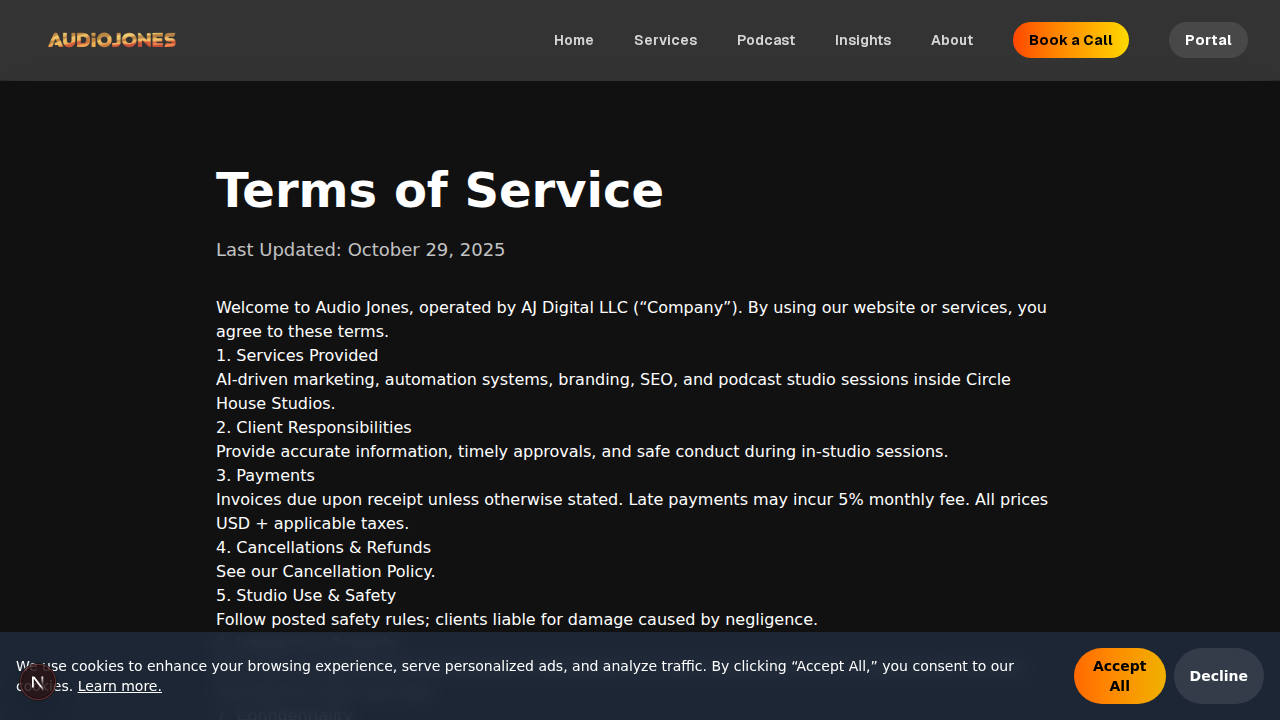 AUDIOJONES
Home
Services
Podcast
Insights
About
Book a Call
Portal
Terms of Service
Last Updated: October 29, 2025
Welcome to Audio Jones, operated by AJ Digital LLC (“Company”). By using our website or services, you
agree to these terms.
1. Services Provided
AI-driven marketing, automation systems, branding, SEO, and podcast studio sessions inside Circle
House Studios.
2. Client Responsibilities
Provide accurate information, timely approvals, and safe conduct during in-studio sessions.
3. Payments
Invoices due upon receipt unless otherwise stated. Late payments may incur 5% monthly fee. All prices
USD + applicable taxes.
4. Cancellations & Refunds
See our Cancellation Policy.
5. Studio Use & Safety
Follow posted safety rules; clients liable for damage caused by negligence.
We use cookies to enhance your browsing experience, serve personalized ads, and analyze traffic. By clicking “Accept All,” you consent to our
cookies. Learn more.
Accept
All
Decline
N